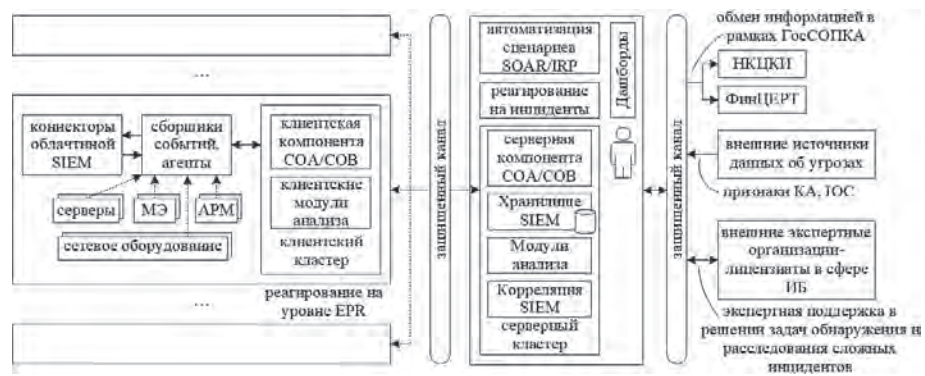 ...
коннекторы
облачтиной
SIEM
сборщики
событий,
агенты
серверы
МЭ
АРМ
сетевое оборудование
клиентская
компонента
СОА/СОВ
клиентские
модули
анализа
клиентский
кластер
реагирование на
уровне EPR
...
защищенный канал
автоматизация
сценариев
SOAR/IRP
реагирование
на инциденты
Дашборды
серверная
компонента
СОА/СОВ
Хранилище
SIEM
Модули
анализа
Корреляция
SIEM
серверный
кластер
защищенный канал
обмен информацией в
рамках ГосСОПКА
НКЦКИ
ФинЦЕРТ
внешние источники
данных об угрозах
признаки КА, IOC
внешние экспертные
организации-
лицензиаты в сфере
ИБ
экспертная поддержка в
решении задач обнаружения и
расследования сложных
инцидентов